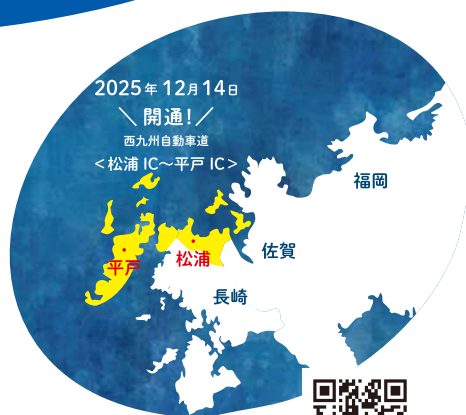 2025年 12月14日
＼ 開通!／
西九州自動車道
＜松浦 IC～平戸 IC＞
福岡
佐賀
松浦
平戸
長崎